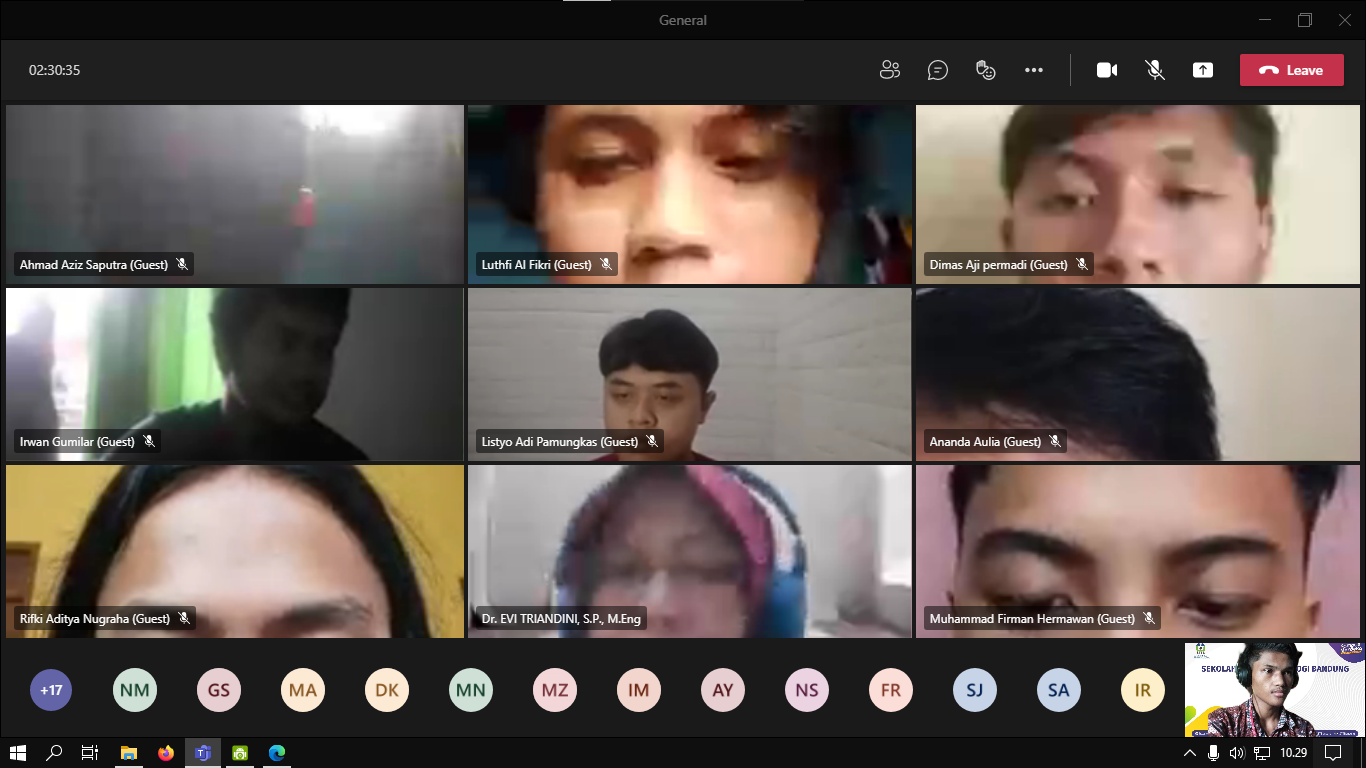 General
02:30:35
Leave
Ahmad Aziz Saputra (Guest)
Luthfi Al Fikri (Guest)
Dimas Aji permadi (Guest)
Irwan Gumilar (Guest)
Listyo Adi Pamungkas (Guest)
Ananda Aulia (Guest)
Rifki Aditya Nugraha (Guest)
Dr. EVI TRIANDINI, S.P., M.Eng
Muhammad Firman Hermawan (Guest)
+17
NM
GS
MA
DK
MN
MZ
IM
AY
NS
FR
SJ
SA
IR
SEKOLAH OGI BANDUNG
10.29